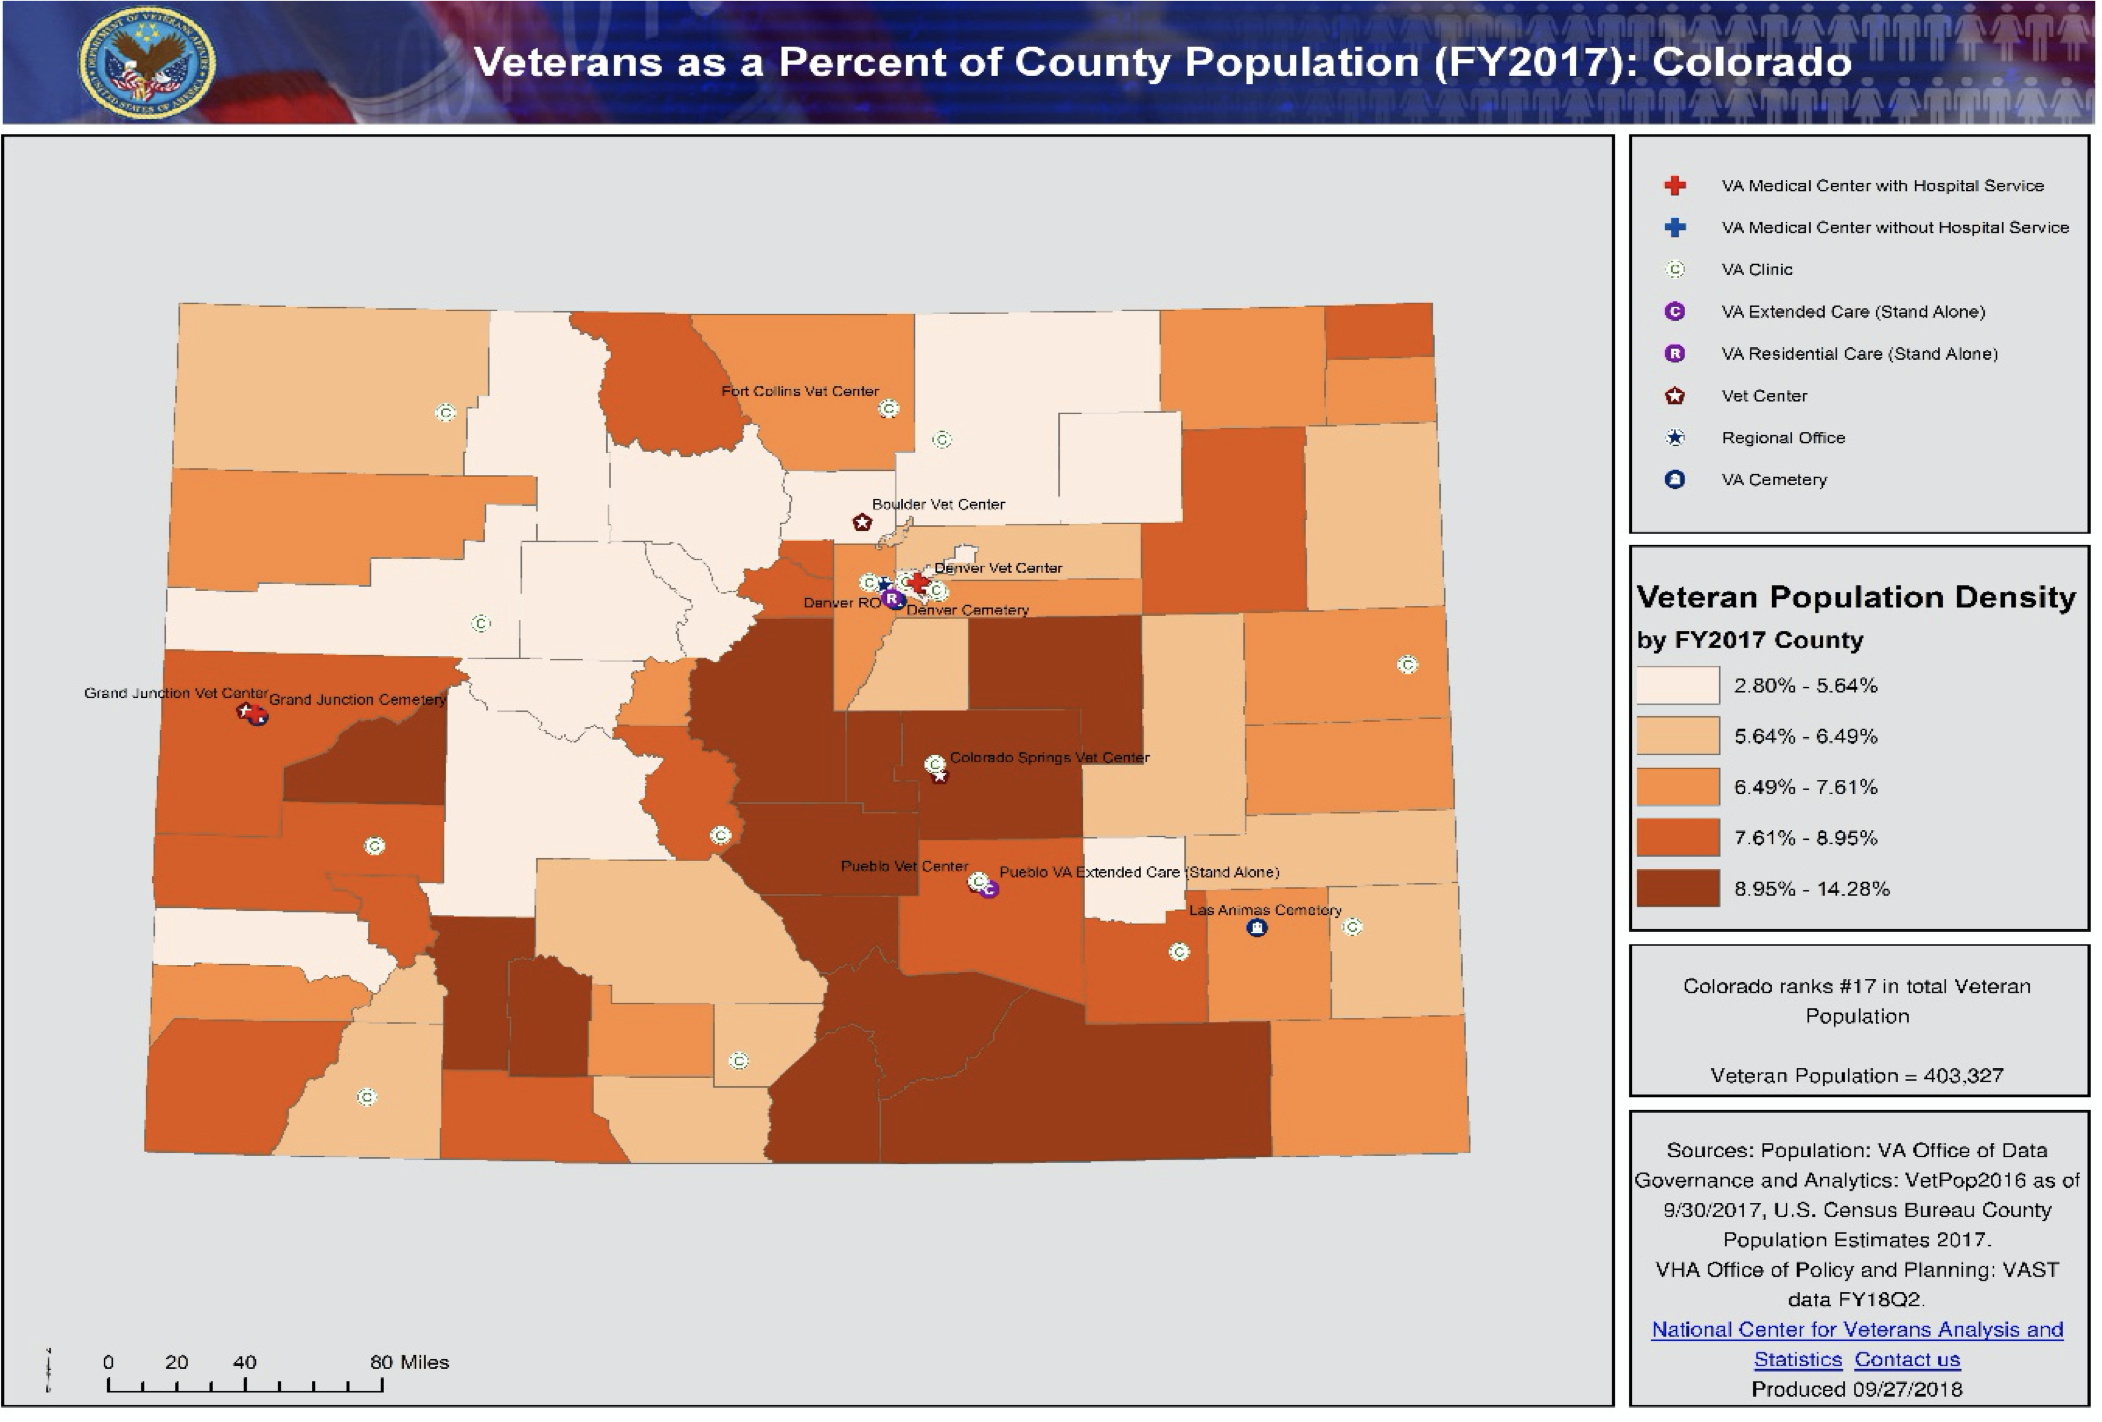 Veterans as a Percent of County Population (FY2017): Colorado
VA Medical Center with Hospital Service
VA Medical Center without Hospital Service
C VA Clinic
C VA Extended Care (Stand Alone)
R VA Residential Care (Stand Alone)
Vet Center
Regional Office
VA Cemetery
Veteran Population Density
by FY2017 County
2.80% - 5.64%
5.64% - 6.49%
6.49% - 7.61%
7.61% - 8.95%
8.95% - 14.28%
Colorado ranks #17 in total Veteran
Population
Veteran Population = 403,327
Sources: Population: VA Office of Data
Governance and Analytics: VetPop2016 as of
9/30/2017, U.S. Census Bureau County
Population Estimates 2017.
VHA Office of Policy and Planning: VAST
data FY18Q2.
National Center for Veterans Analysis and
Statistics Contact us
Produced 09/27/2018
Fort Collins Vet Center
Boulder Vet Center
Denver Vet Center
Denver RO
Denver Cemetery
Grand Junction Vet Center
Grand Junction Cemetery
Colorado Springs Vet Center
Pueblo Vet Center
Pueblo VA Extended Care (Stand Alone)
Las Animas Cemetery
0 20 40 80 Miles